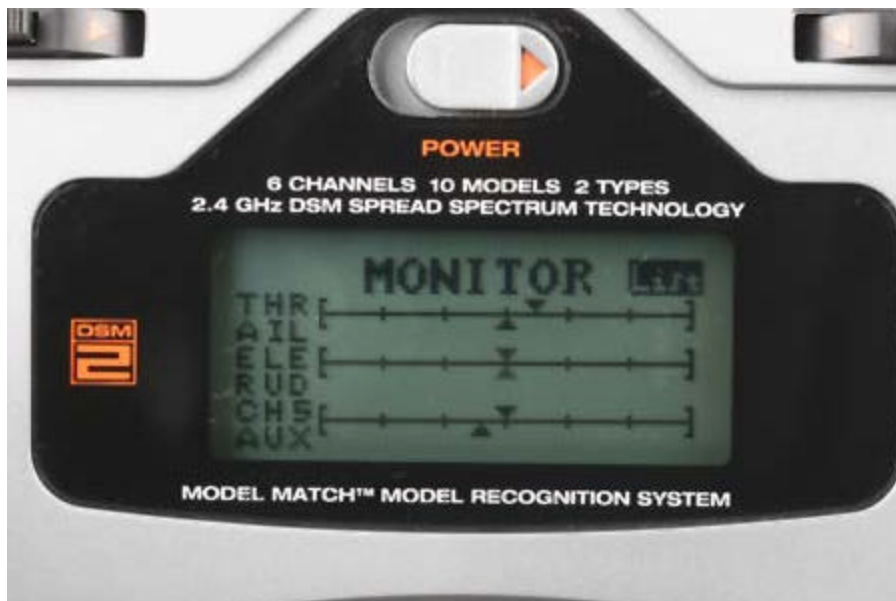 POWER
6 CHANNELS 10 MODELS 2 TYPES
2.4 GHz DSM SPREAD SPECTRUM TECHNOLOGY
MONITOR
THR
AIL
ELE
RUD
CH5
AUX
DSM
2
MODEL MATCH™ MODEL RECOGNITION SYSTEM